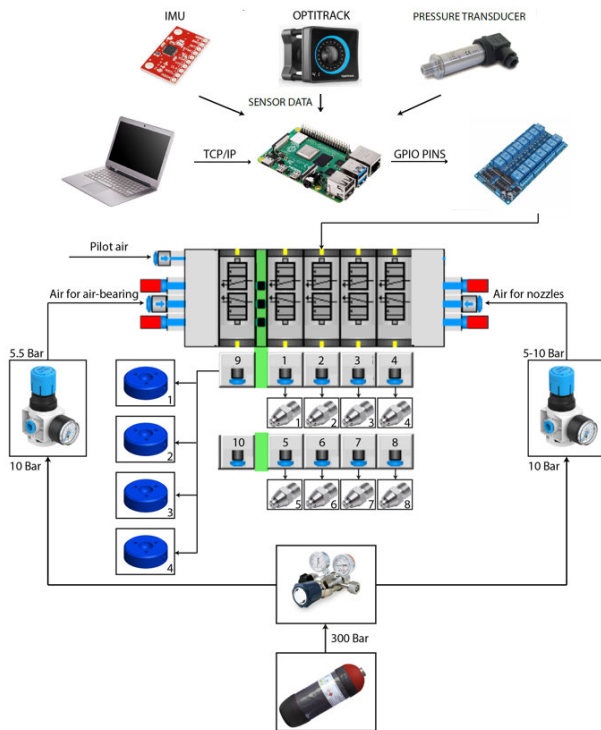 IMU
OPTITRACK
PRESSURE TRANSDUCER
SENSOR DATA
TCP/IP
GPIO PINS
Pilot air
Air for air-bearing
Air for nozzles
5.5 Bar
5-10 Bar
9 1 2 3 4
1
1 2 3 4
10 Bar
10 Bar
2
10 5 6 7 8
3
5 6 7 8
4
300 Bar